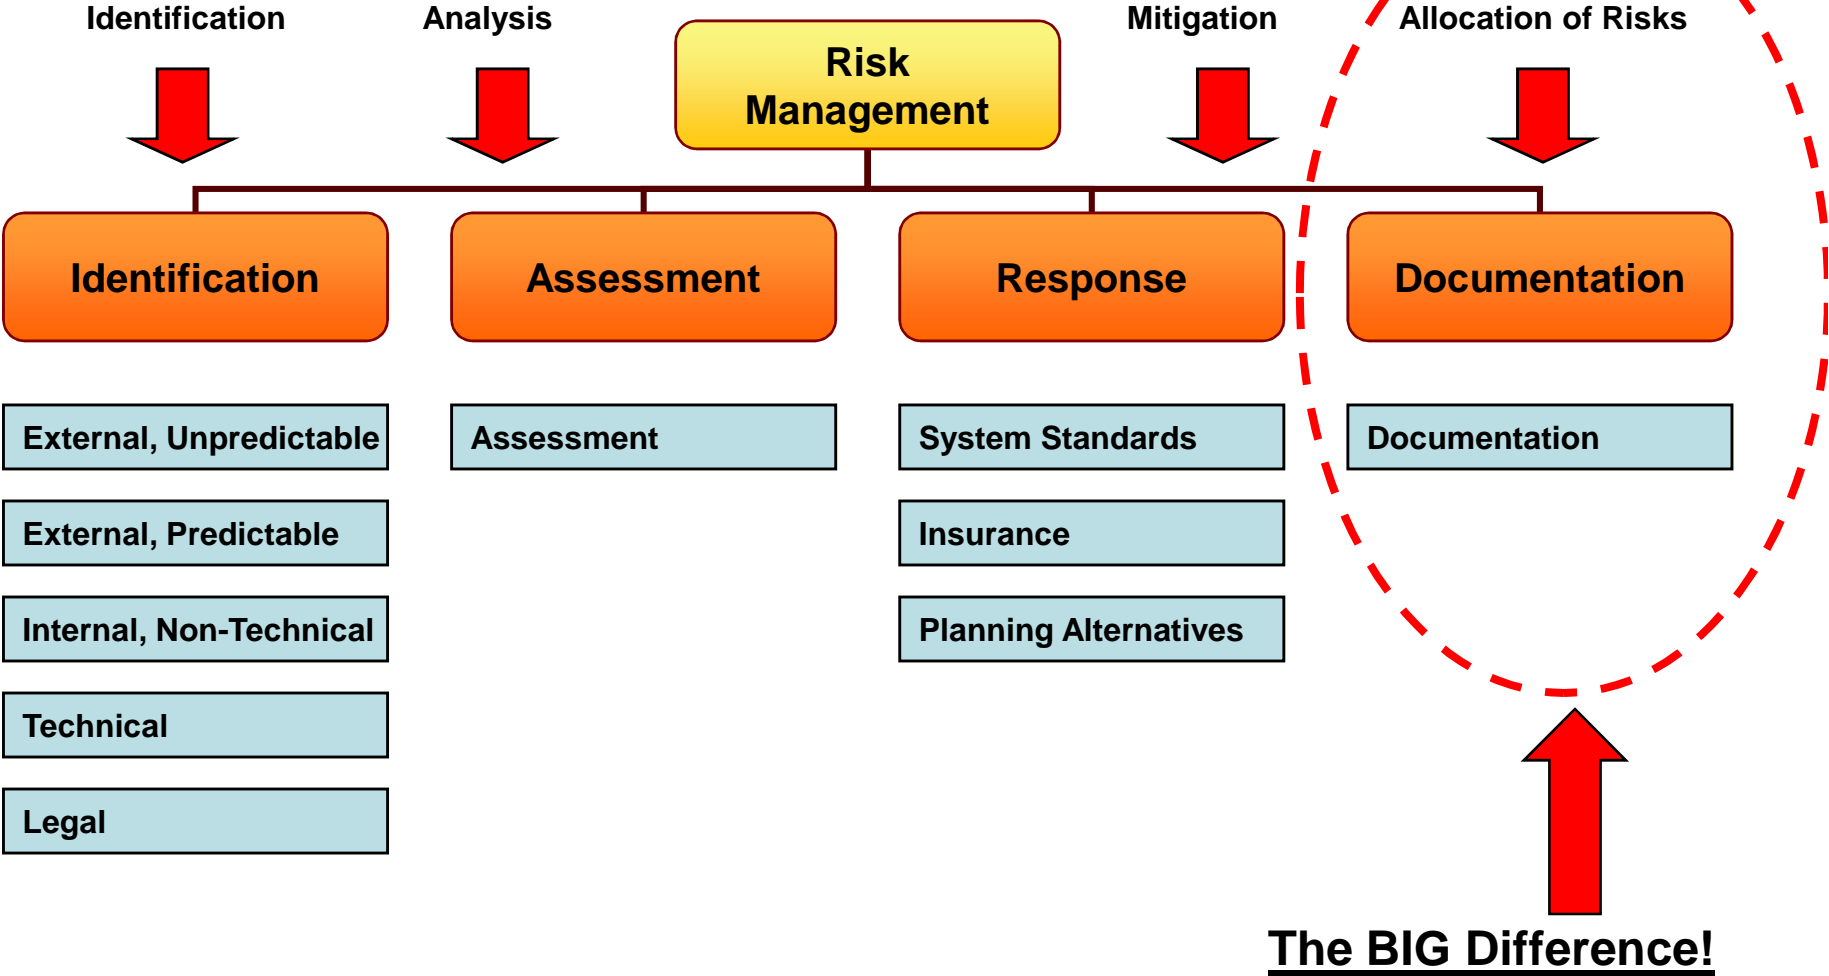 Identification
Analysis
Mitigation
Allocation of Risks
Risk
Management
Identification
Assessment
Response
Documentation
External, Unpredictable
Assessment
System Standards
Documentation
External, Predictable
Insurance
Internal, Non-Technical
Planning Alternatives
Technical
Legal
The BIG Difference!